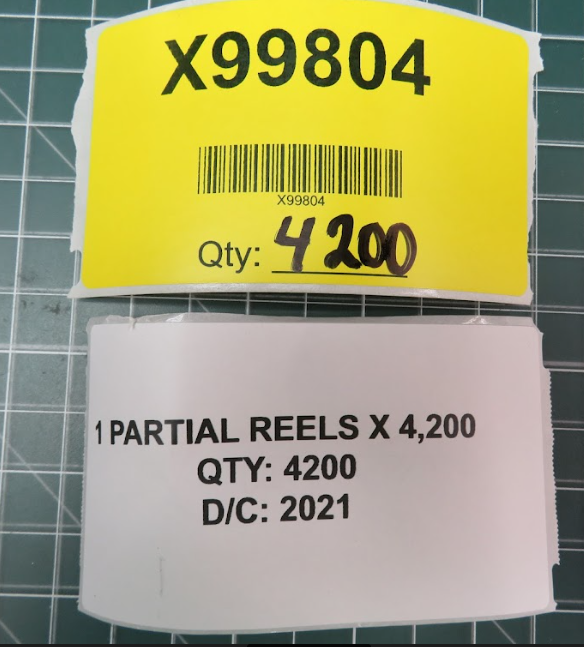 X99804
X99804
Qty: 4200
1 PARTIAL REELS X 4,200
QTY: 4200
D/C: 2021